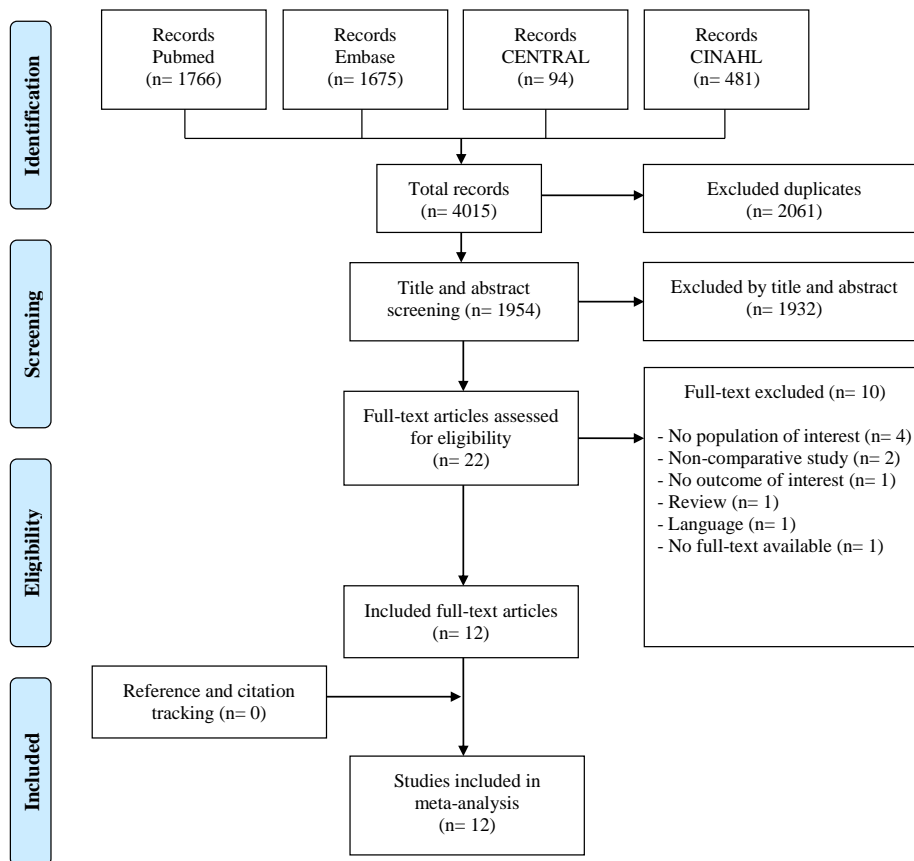 Identification
Records
Pubmed
(n= 1766)
Records
Embase
(n= 1675)
Records
CENTRAL
(n= 94)
Records
CINAHL
(n= 481)
Total records
(n= 4015)
Excluded duplicates
(n= 2061)
Screening
Title and abstract
screening (n= 1954)
Excluded by title and abstract
(n= 1932)
Full-text articles assessed
for eligibility
(n= 22)
Full-text excluded (n= 10)
- No population of interest (n= 4)
- Non-comparative study (n= 2)
- No outcome of interest (n= 1)
- Review (n= 1)
- Language (n= 1)
- No full-text available (n= 1)
Eligibility
Included full-text articles
(n= 12)
Included
Reference and citation
tracking (n= 0)
Studies included in
meta-analysis
(n= 12)